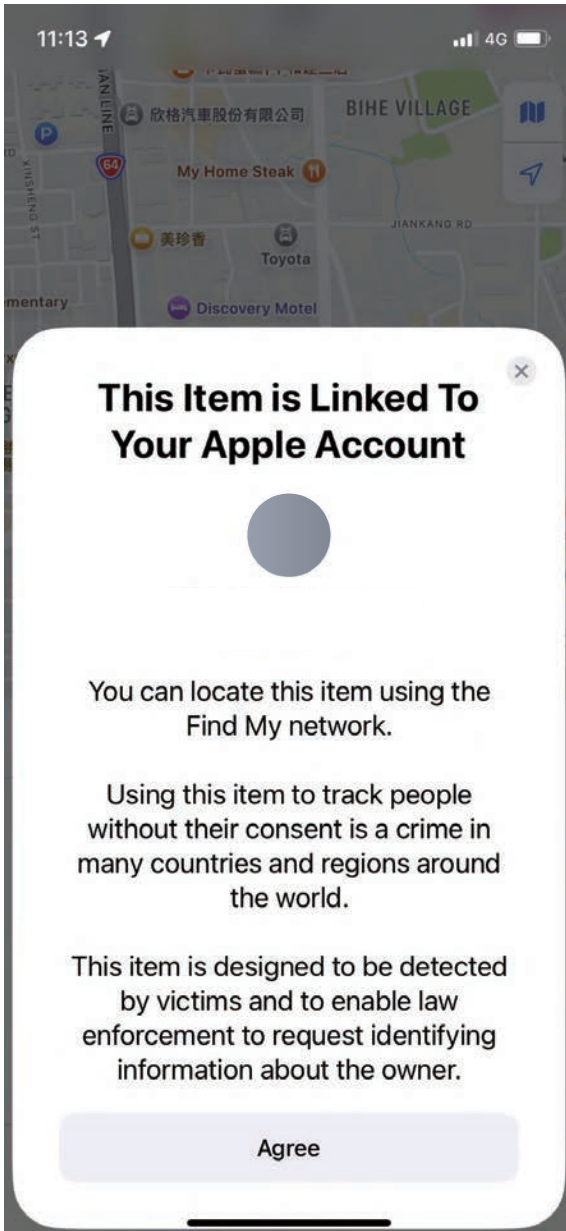 11:13
4G
欣格汽車股份有限公司
BIHE VILLAGE
P
64
My Home Steak
XINSHENG ST
JIANKANG RD
美珍香
Toyota
ementary
Discovery Motel
This Item is Linked To
Your Apple Account
You can locate this item using the
Find My network.
Using this item to track people
without their consent is a crime in
many countries and regions around
the world.
This item is designed to be detected
by victims and to enable law
enforcement to request identifying
information about the owner.
Agree